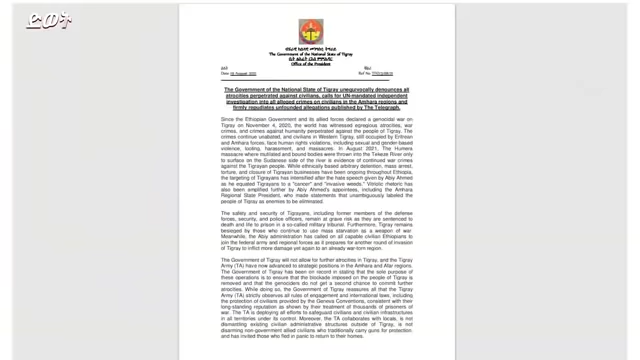 ድምፀ
The Government of the National State of Tigray
Office of the President
The Government of the National State of Tigray unequivocally denounces all
atrocities perpetrated against civilians, calls for UN-mandated independent
investigation into all alleged crimes on civilians in the Amhara regions and
firmly repudiates unfounded allegations published by The Telegraph.
Since the Ethiopian Government and its allied forces declared a genocidal war on
Tigray on November 4, 2020, the world has witnessed egregious atrocities, war
crimes, and crimes against humanity perpetrated against the people of Tigray. The
crimes continue unabated, and civilians in Western Tigray, still occupied by Eritrean
and Amhara forces, face human rights violations, including sexual and gender-based
violence, looting, harassment, and massacres. In August 2021, The Humera
massacres where mutilated and bound bodies were thrown into the Tekeze River only
to surface on the Sudanese side of the river is evidence of continued war crimes
against the Tigrayan people. While ethnically based arbitrary detention, mass arrest,
torture, and closure of Tigrayan businesses have been ongoing throughout Ethiopia,
the targeting of Tigrayans has intensified after the hate speech given by Abiy Ahmed
as he equated Tigrayans to a "cancer" and "invasive weeds." Vitriolic rhetoric has
also been amplified further by Abiy Ahmed's appointees, including the Amhara
Regional State President, who made statements that unambiguously labeled the
people of Tigray as enemies to be eliminated.
The safety and security of Tigrayans, including former members of the defense
forces, security, and police officers, remain at grave risk as they are sentenced to
death and life to prison in a so-called military tribunal. Furthermore, Tigray remains
besieged by those who continue to use mass starvation as a weapon of war.
Meanwhile, the Abiy administration has called on all capable civilian Ethiopians to
join the federal army and regional forces as it prepares for another round of invasion
of Tigray to inflict more damage yet again to an already war-torn region.
The Government of Tigray will not allow for further atrocities in Tigray, and the Tigray
Army (TA) have now advanced to strategic positions in the Amhara and Afar regions.
The Government of Tigray has been on record in stating that the sole purpose of
these operations is to ensure that the blockade imposed on the people of Tigray is
removed and that the genociders do not get a second chance to commit further
atrocities. While doing so, the Government of Tigray reassures all that the Tigray
Army (TA) strictly observes all rules of engagement and international laws, including
the protection of civilians provided by the Geneva Conventions, consistent with their
long-standing reputation as shown by their treatment of thousands of prisoners of
war. The TA is deploying all efforts to safeguard civilians and civilian infrastructures
in all territories under its control. Moreover, the TA collaborates with locals, is not
dismantling existing civilian administrative structures outside of Tigray, is not
disarming non-government allied civilians who traditionally carry guns for protection,
and has invited those who fled in panic to return to their homes.